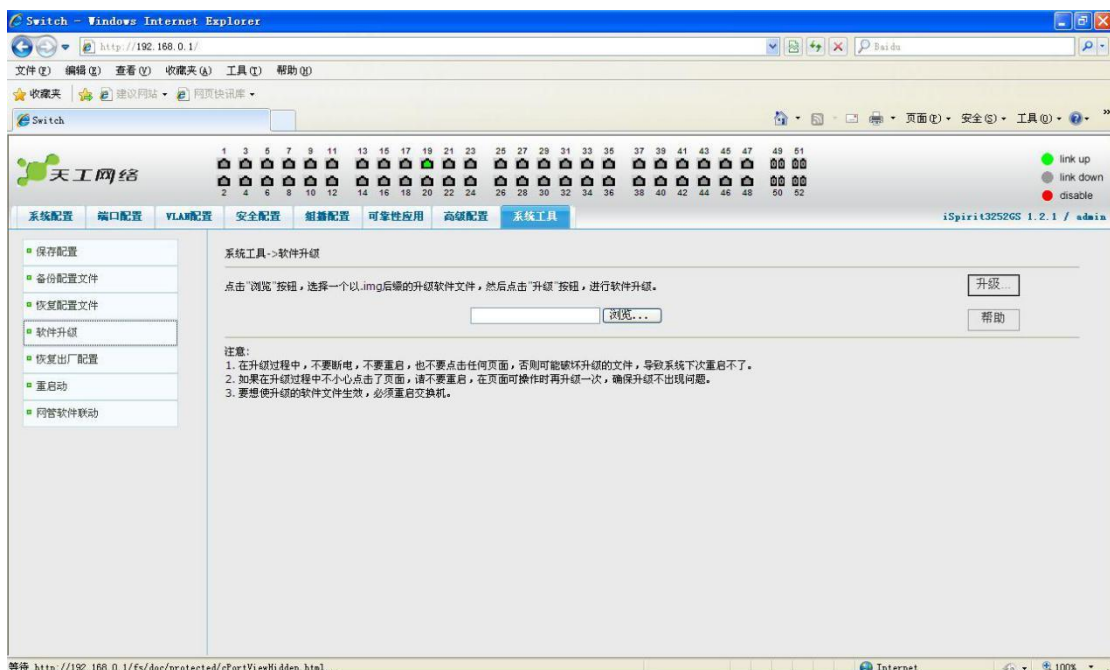 Switch - Windows Internet Explorer
http://192.168.0.1/
Baidu
文件(F) 编辑(E) 查看(V) 收藏夹(A) 工具(T) 帮助(H)
收藏夹 建议网站 网页快讯库
Switch
页面(P) 安全(S) 工具(O)
天工网络
1 3 5 7 9 11 13 15 17 19 21 23 25 27 29 31 33 35 37 39 41 43 45 47 49 51
2 4 6 8 10 12 14 16 18 20 22 24 26 28 30 32 34 36 38 40 42 44 46 48 50 52
link up
link down
disable
系统配置 端口配置 VLAN配置 安全配置 组播配置 可靠性应用 高级配置 系统工具
iSpirit3252GS 1.2.1 / admin
保存配置
备份配置文件
恢复配置文件
软件升级
恢复出厂配置
重启动
网管软件联动
系统工具->软件升级
点击"浏览"按钮，选择一个以.img后缀的升级软件文件，然后点击"升级"按钮，进行软件升级。
浏览...
升级...
帮助
注意:
1. 在升级过程中，不要断电，不要重启，也不要点击任何页面，否则可能破坏升级的文件，导致系统下次重启不了。
2. 如果在升级过程中不小心点击了页面，请不要重启，在页面可操作时再升级一次，确保升级不出现问题。
3. 要想使升级的软件文件生效，必须重启交换机。
等待 http://192.168.0.1/fs/doc/protected/cPortViewHidden.html
Internet
100%